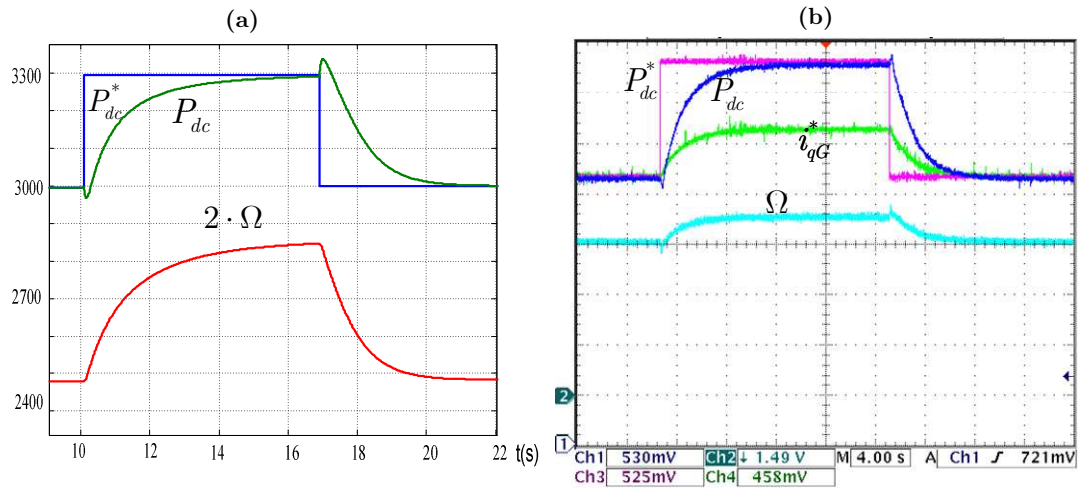 (a)
3300
3000
2700
2400
P*dc
Pdc
2 · Ω
10
12
14
16
18
20
22
t(s)
(b)
P*dc
Pdc
i*qG
Ω
2
1
Ch1 530mV Ch2 ↓ 1.49 V M 4.00 s A Ch1 ∫ 721mV
Ch3 525mV Ch4 458mV